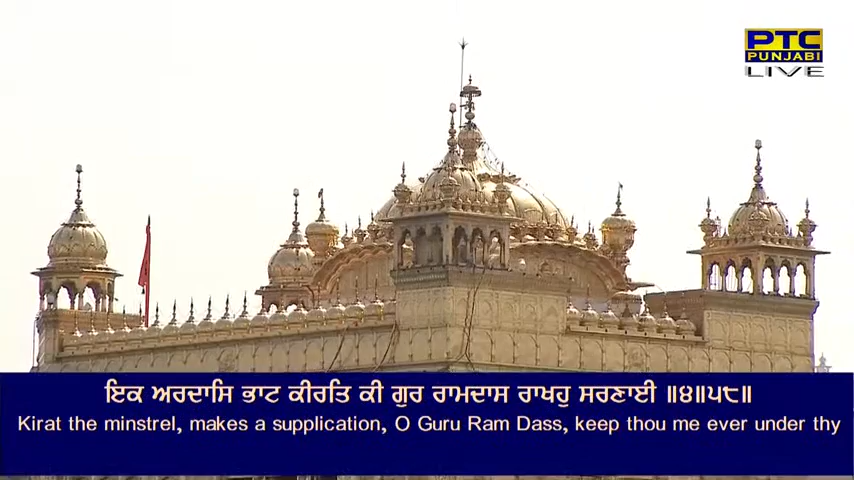 PTC
PUNJABI
LIVE
ਇਕ ਅਰਦਾਸਿ ਭਾਟ ਕੀਰਤਿ ਕੀ ਗੁਰ ਰਾਮਦਾਸ ਰਾਖਹੁ ਸਰਣਾਈ ॥੪॥੫੮॥
Kirat the minstrel, makes a supplication, O Guru Ram Dass, keep thou me ever under thy